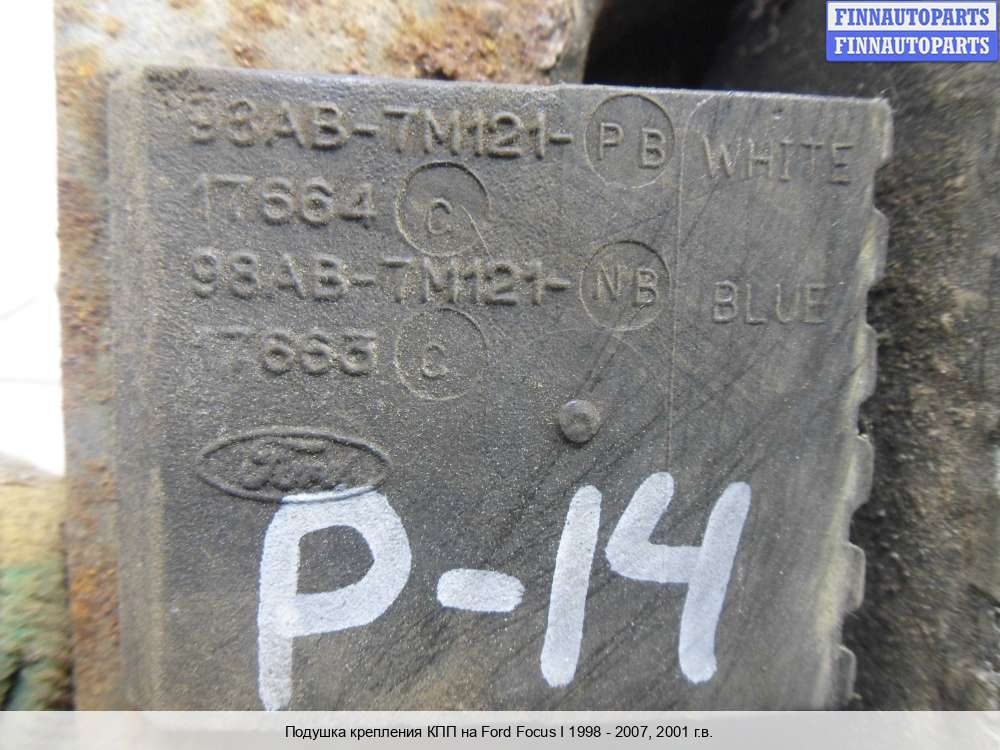 FINNAUTOPARTS
FINNAUTOPARTS
98AB-7M121-PB WHITE
17664 C
98AB-7M121-NB BLUE
17663 C
Ford
P-14
Подушка крепления КПП на Ford Focus I 1998 - 2007, 2001 г.в.